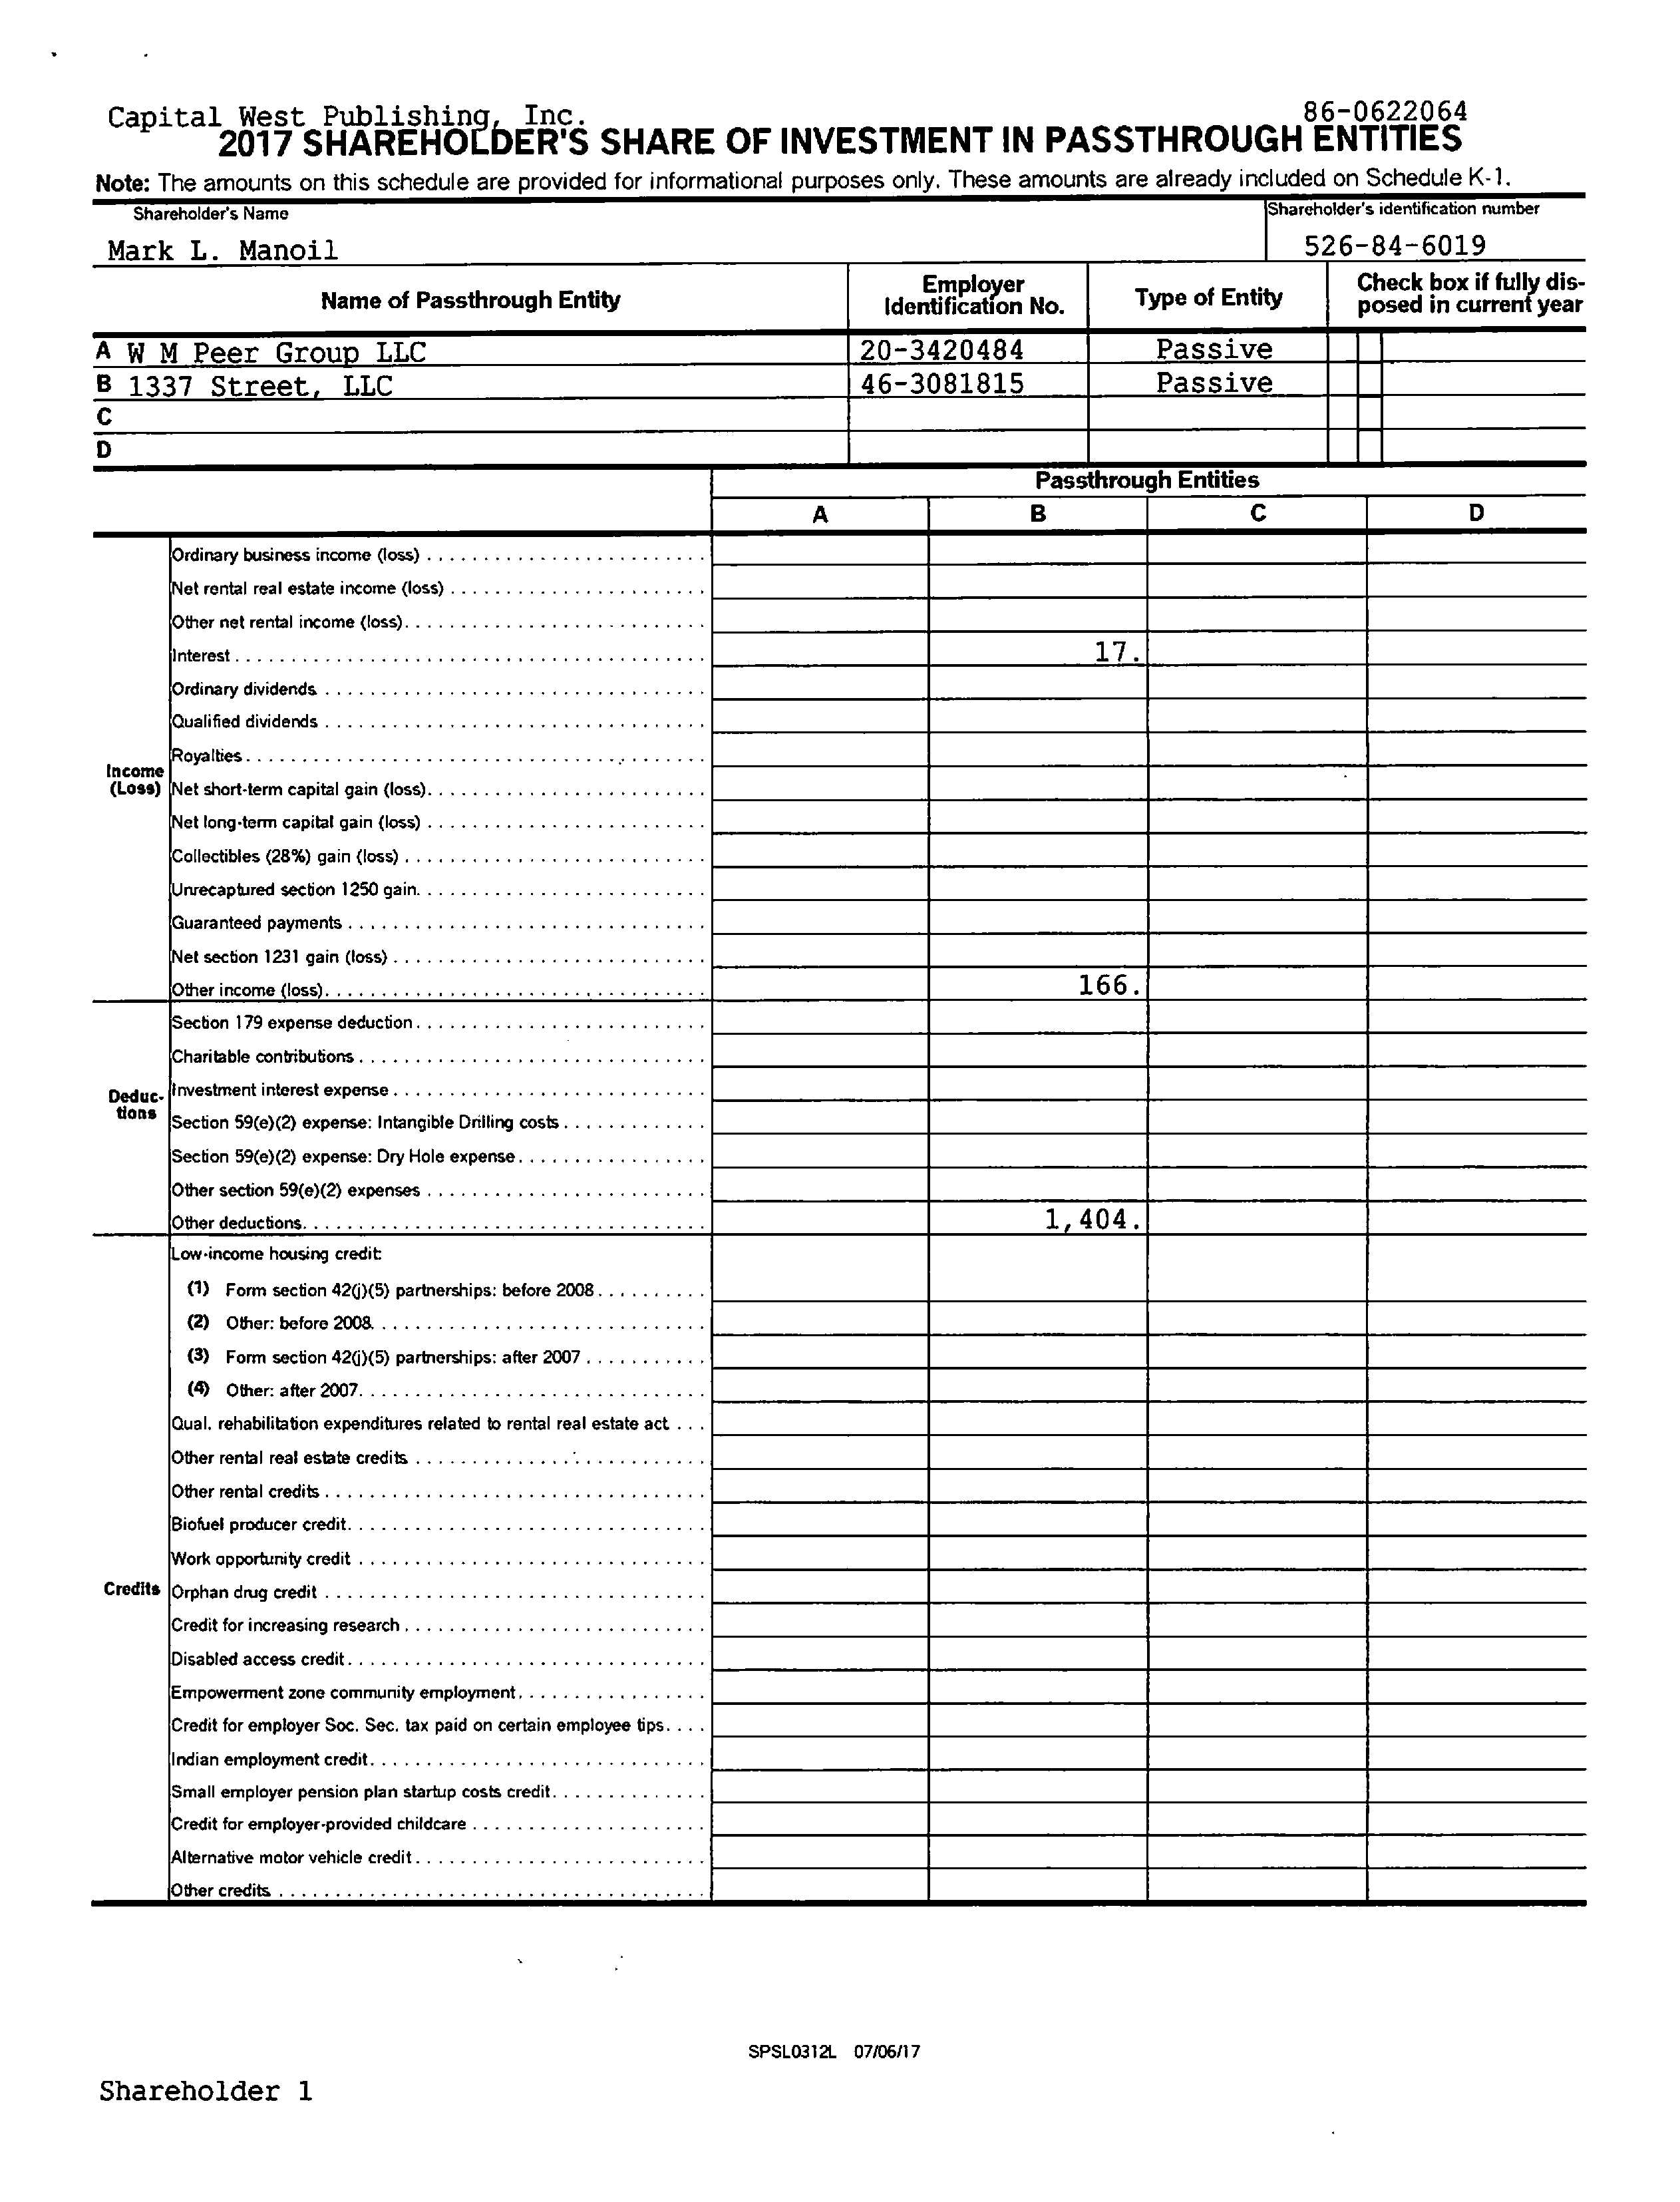 Capital West Publishing, Inc. 86-0622064
2017 SHAREHOLDER'S SHARE OF INVESTMENT IN PASSTHROUGH ENTITIES
Note: The amounts on this schedule are provided for informational purposes only. These amounts are already included on Schedule K-1.
Shareholder's Name Shareholder's identification number
Mark L. Manoil 526-84-6019
Name of Passthrough Entity Employer Identification No. Type of Entity Check box if fully dis-posed in current year
A W M Peer Group LLC 20-3420484 Passive
B 1337 Street, LLC 46-3081815 Passive
C
D
Passthrough Entities
A B C D
Income (Loss)
Ordinary business income (loss)
Net rental real estate income (loss)
Other net rental income (loss)
Interest 17.
Ordinary dividends
Qualified dividends
Royalties
Net short-term capital gain (loss)
Net long-term capital gain (loss)
Collectibles (28%) gain (loss)
Unrecaptured section 1250 gain
Guaranteed payments
Net section 1231 gain (loss)
Other income (loss) 166.
Deduc-tions
Section 179 expense deduction
Charitable contributions
Investment interest expense
Section 59(e)(2) expense: Intangible Drilling costs
Section 59(e)(2) expense: Dry Hole expense
Other section 59(e)(2) expenses
Other deductions 1,404.
Credits
Low-income housing credit:
(1) Form section 42(j)(5) partnerships: before 2008
(2) Other: before 2008
(3) Form section 42(j)(5) partnerships: after 2007
(4) Other: after 2007
Qual. rehabilitation expenditures related to rental real estate act
Other rental real estate credits
Other rental credits
Biofuel producer credit
Work opportunity credit
Orphan drug credit
Credit for increasing research
Disabled access credit
Empowerment zone community employment
Credit for employer Soc. Sec. tax paid on certain employee tips
Indian employment credit
Small employer pension plan startup costs credit
Credit for employer-provided childcare
Alternative motor vehicle credit
Other credits
SPSL0312L 07/06/17
Shareholder 1